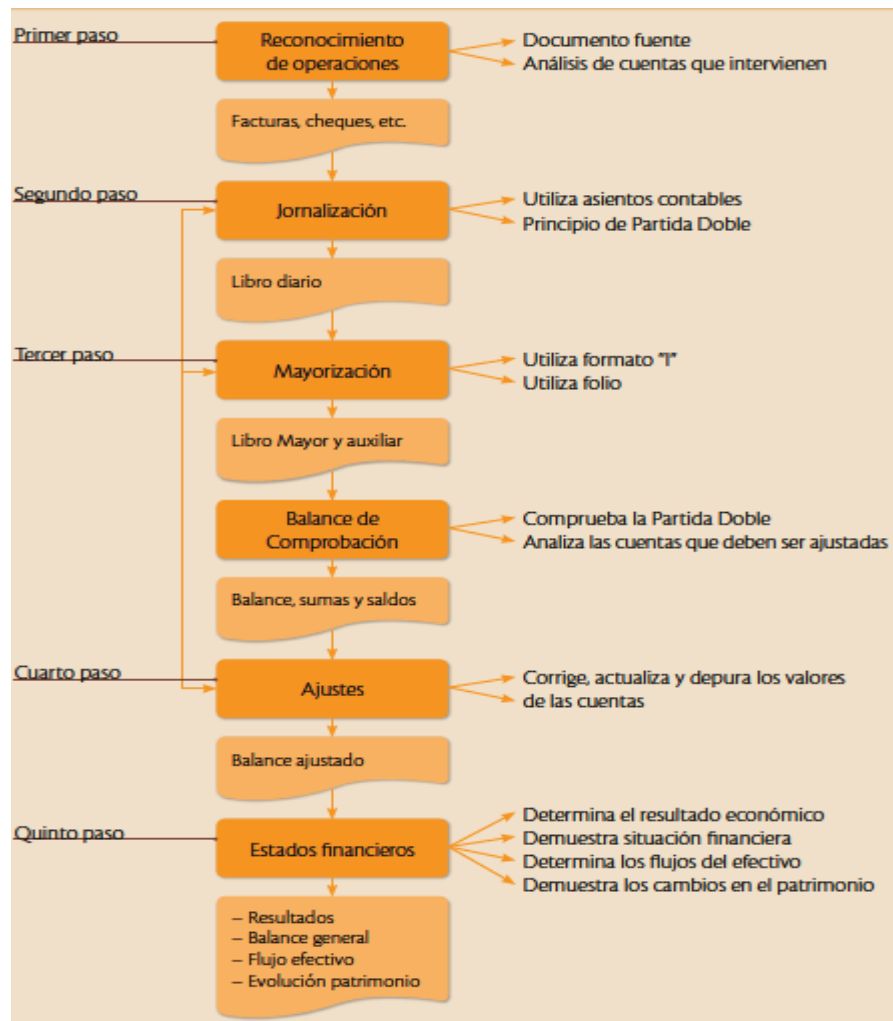 Primer paso
Reconocimiento
de operaciones
Documento fuente
Análisis de cuentas que intervienen
Facturas, cheques, etc.
Segundo paso
Jornalización
Utiliza asientos contables
Principio de Partida Doble
Libro diario
Tercer paso
Mayorización
Utiliza formato "I"
Utiliza folio
Libro Mayor y auxiliar
Balance de
Comprobación
Comprueba la Partida Doble
Analiza las cuentas que deben ser ajustadas
Balance, sumas y saldos
Cuarto paso
Ajustes
Corrige, actualiza y depura los valores
de las cuentas
Balance ajustado
Quinto paso
Estados financieros
Determina el resultado económico
Demuestra situación financiera
Determina los flujos del efectivo
Demuestra los cambios en el patrimonio
– Resultados
– Balance general
– Flujo efectivo
– Evolución patrimonio